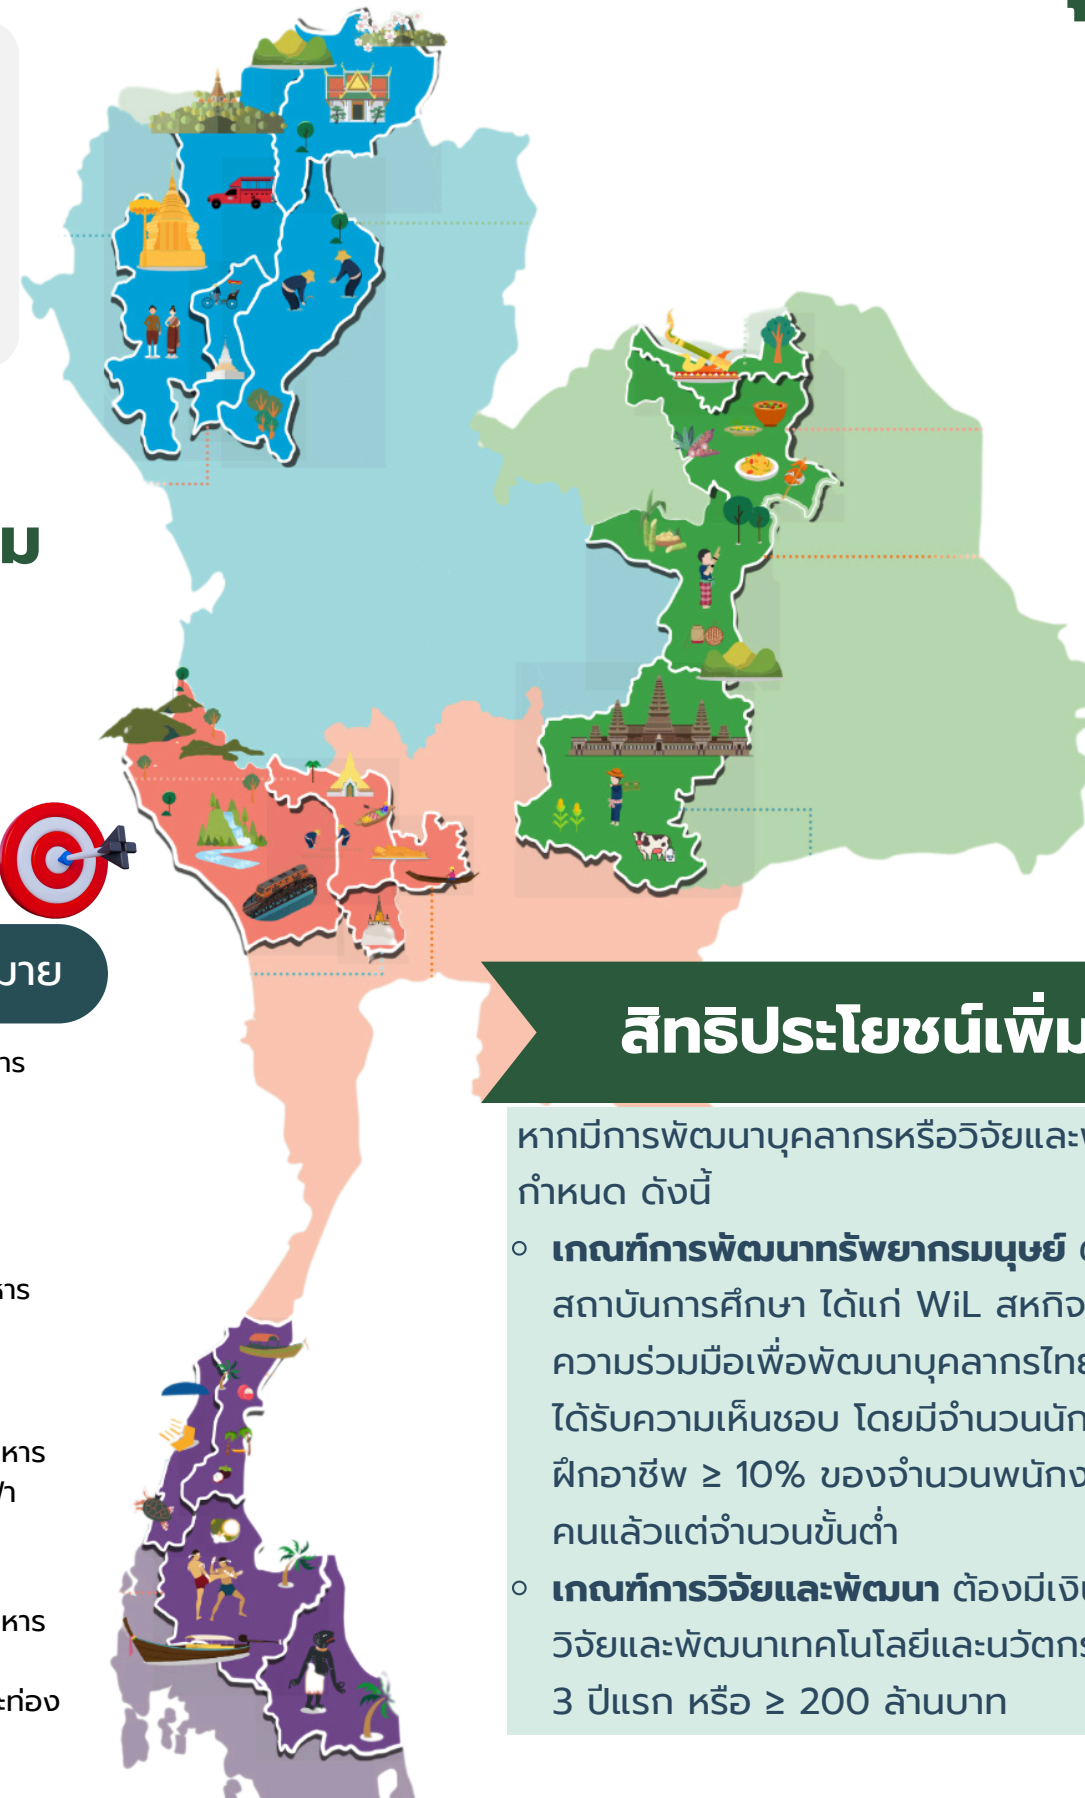 ม
มาย
าร
หาร
หาร
ฟ้า
หาร
ะท่อง
สิทธิประโยชน์เพิ่ม
หากมีการพัฒนาบุคลากรหรือวิจัยและพ
กำหนด ดังนี้
เกณฑ์การพัฒนาทรัพยากรมนุษย์
สถาบันการศึกษา ได้แก่ WiL สหกิจ
ความร่วมมือเพื่อพัฒนาบุคลากรไทย
ได้รับความเห็นชอบ โดยมีจำนวนนัก
ฝึกอาชีพ ≥ 10% ของจำนวนพนักง
คนแล้วแต่จำนวนขั้นต่ำ
เกณฑ์การวิจัยและพัฒนา ต้องมีเงิน
วิจัยและพัฒนาเทคโนโลยีและนวัตกร
3 ปีแรก หรือ ≥ 200 ล้านบาท